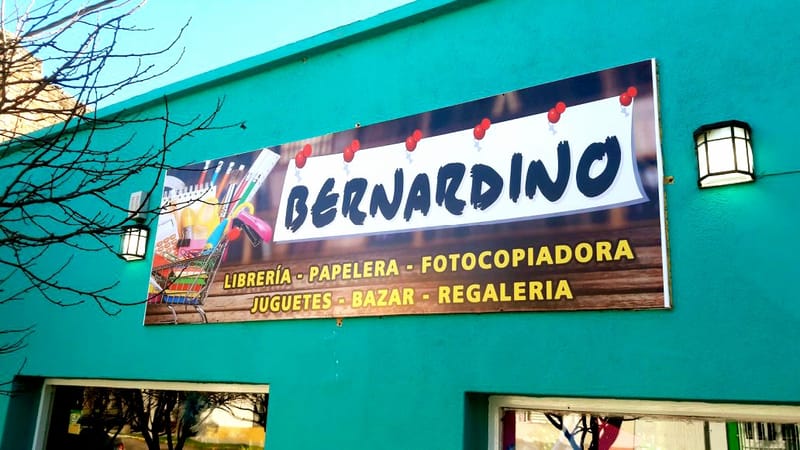 BERNARDINO
LIBRERÍA - PAPELERA - FOTOCOPIADORA
JUGUETES - BAZAR - REGALERIA